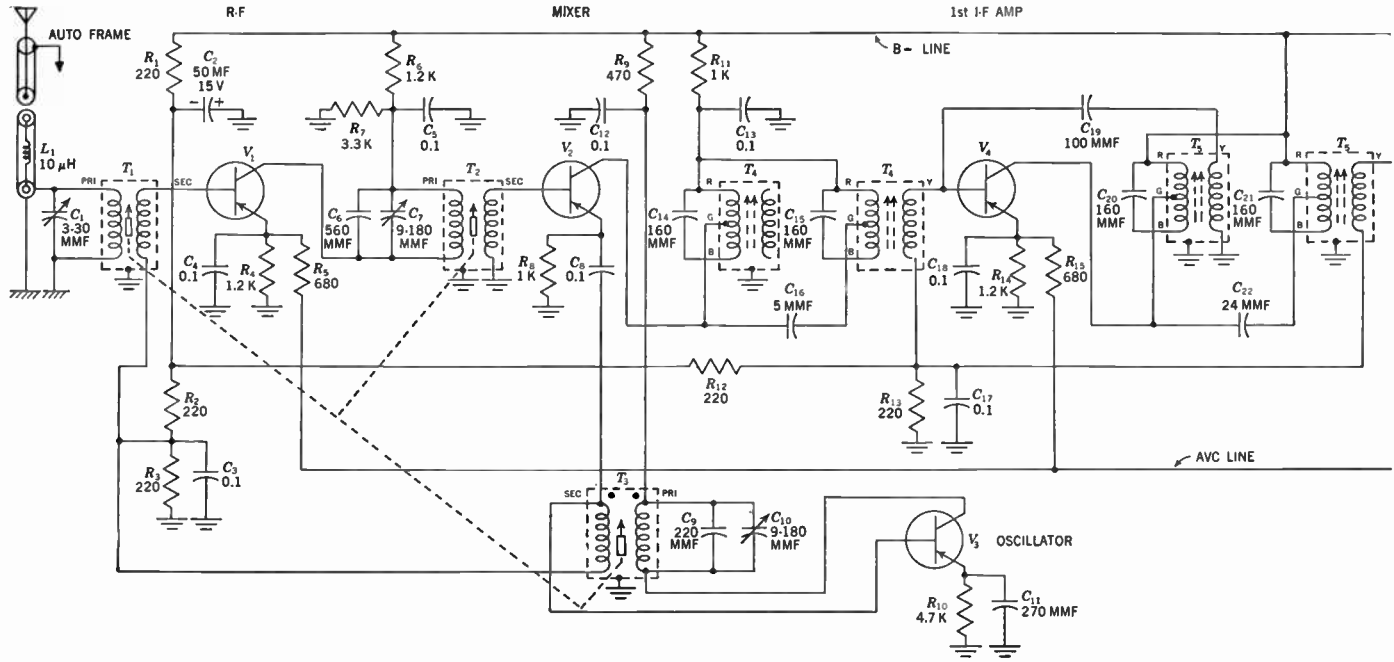 R·F
MIXER
1st I·F AMP
AUTO FRAME
B- LINE
R1
220
C2
50 MF
15 V
- +
R6
1.2 K
R9
470
R11
1 K
R7
3.3 K
C5
0.1
C12
0.1
C13
0.1
C19
100 MMF
L1
10 μH
T1
V1
T2
V2
T4
T4
V4
T5
T5
PRI
SEC
PRI
SEC
R
G
B
R
G
B
Y
R
G
B
Y
R
G
B
Y
C1
3-30
MMF
C6
560
MMF
C7
9-180
MMF
C14
160
MMF
C15
160
MMF
C20
160
MMF
C21
160
MMF
C4
0.1
R4
1.2 K
R5
680
R8
1 K
C8
0.1
C16
5 MMF
C18
0.1
R14
1.2 K
R15
680
C22
24 MMF
R12
220
R2
220
R13
220
C17
0.1
R3
220
C3
0.1
AVC LINE
T3
SEC
PRI
C9
220
MMF
C10
9-180
MMF
V3
OSCILLATOR
R10
4.7 K
C11
270 MMF